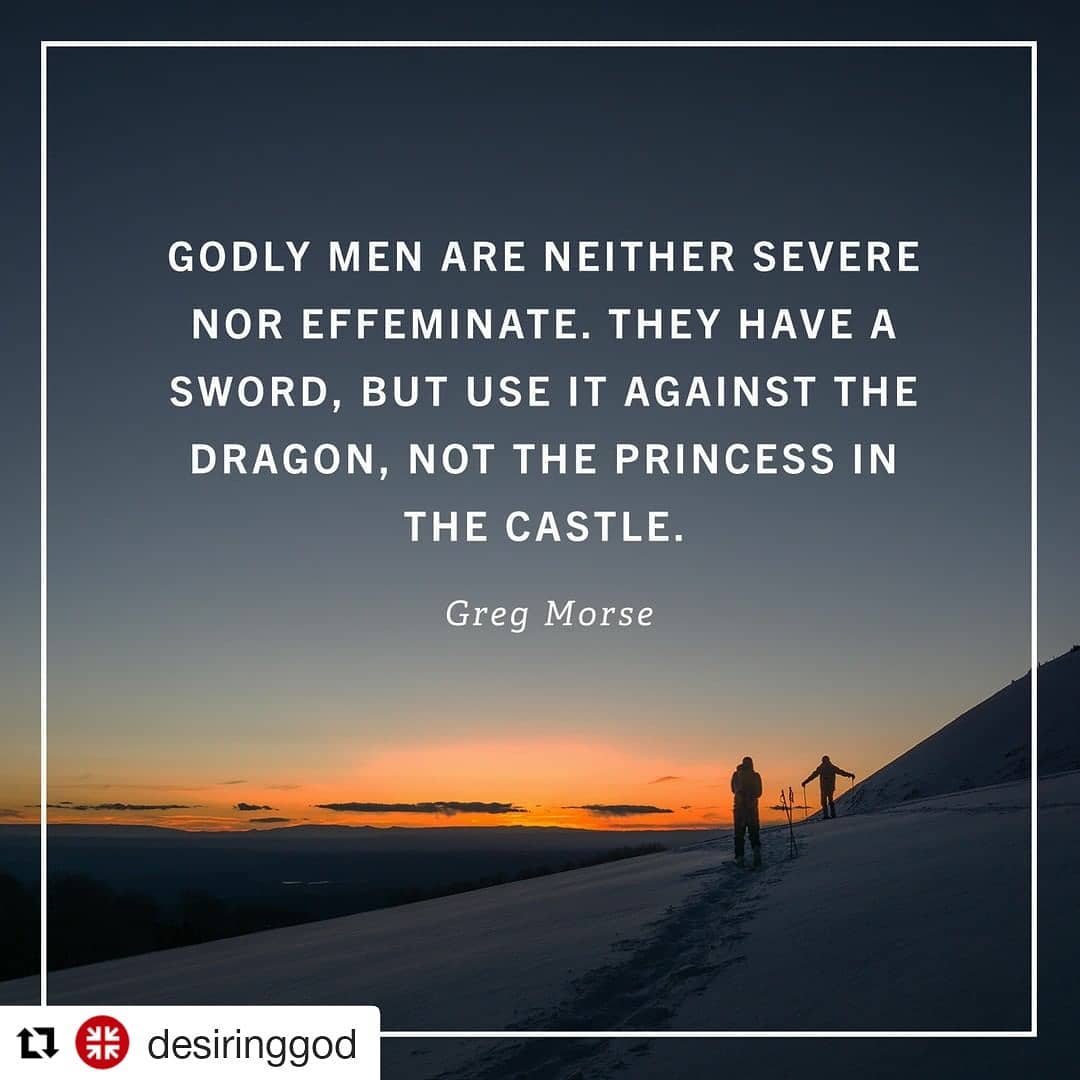 GODLY MEN ARE NEITHER SEVERE
NOR EFFEMINATE. THEY HAVE A
SWORD, BUT USE IT AGAINST THE
DRAGON, NOT THE PRINCESS IN
THE CASTLE.
Greg Morse
desiringgod